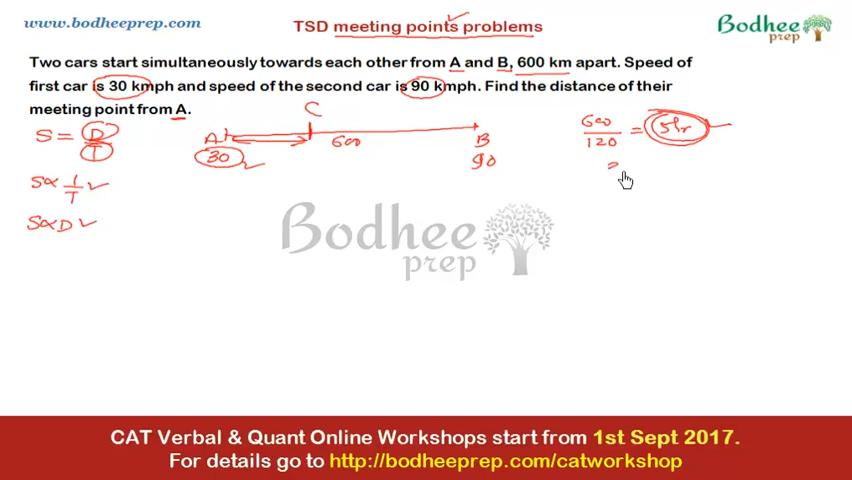 www.bodheeprep.com
TSD meeting points problems
Bodhee
prep
Two cars start simultaneously towards each other from A and B, 600 km apart. Speed of
first car is 30 kmph and speed of the second car is 90 kmph. Find the distance of their
meeting point from A.
S = D/T
S ∝ 1/T
S ∝ D
C
A
600
B
30
90
600/120 = 5hr
Bodhee
prep
CAT Verbal & Quant Online Workshops start from 1st Sept 2017.
For details go to http://bodheeprep.com/catworkshop